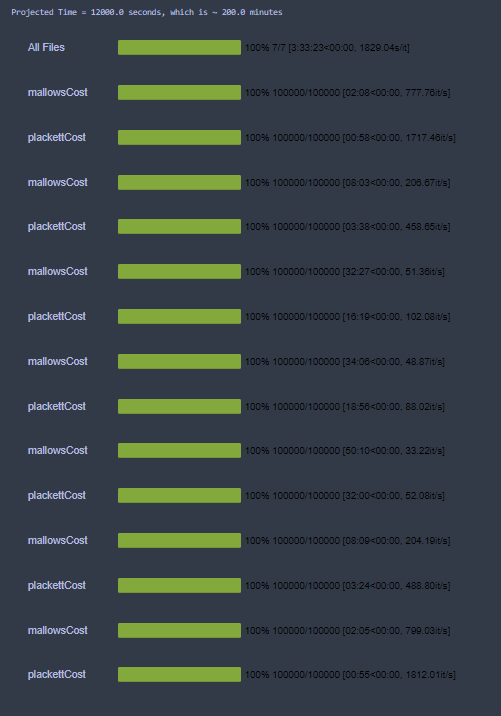 Projected Time = 12000.0 seconds, which is ~ 200.0 minutes
All Files 100% 7/7 [3:33:23<00:00, 1829.04s/it]
mallowsCost 100% 100000/100000 [02:08<00:00, 777.76it/s]
plackettCost 100% 100000/100000 [00:58<00:00, 1717.46it/s]
mallowsCost 100% 100000/100000 [08:03<00:00, 206.67it/s]
plackettCost 100% 100000/100000 [03:38<00:00, 458.65it/s]
mallowsCost 100% 100000/100000 [32:27<00:00, 51.36it/s]
plackettCost 100% 100000/100000 [16:19<00:00, 102.08it/s]
mallowsCost 100% 100000/100000 [34:06<00:00, 48.87it/s]
plackettCost 100% 100000/100000 [18:56<00:00, 88.02it/s]
mallowsCost 100% 100000/100000 [50:10<00:00, 33.22it/s]
plackettCost 100% 100000/100000 [32:00<00:00, 52.08it/s]
mallowsCost 100% 100000/100000 [08:09<00:00, 204.19it/s]
plackettCost 100% 100000/100000 [03:24<00:00, 488.80it/s]
mallowsCost 100% 100000/100000 [02:05<00:00, 799.03it/s]
plackettCost 100% 100000/100000 [00:55<00:00, 1812.01it/s]